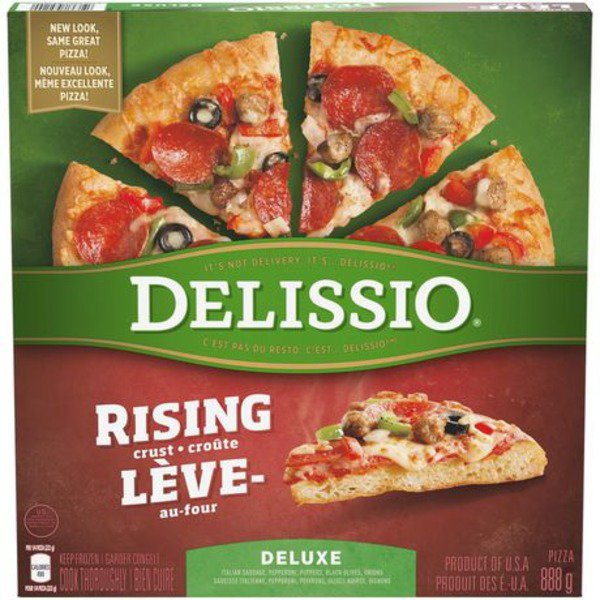 NEW LOOK,
SAME GREAT
PIZZA!
NOUVEAU LOOK,
MÊME EXCELLENTE
PIZZA!
IT'S NOT DELIVERY. IT'S... DELISSIO!
DELISSIO®
C'EST PAS DU RESTO. C'EST... DELISSIO!
RISING
crust • croûte
LÈVE-
au-four
DELUXE
ITALIAN SAUSAGE, PEPPERONI, PEPPERS, BLACK OLIVES, ONIONS
SAUCISSE ITALIENNE, PEPPERONI, POIVRONS, OLIVES NOIRES, OIGNONS
KEEP FROZEN | GARDER CONGELÉ
COOK THOROUGHLY | BIEN CUIRE
PRODUCT OF U.S.A
PRODUIT DES É.-U.A.
PIZZA
888 g
CALORIES